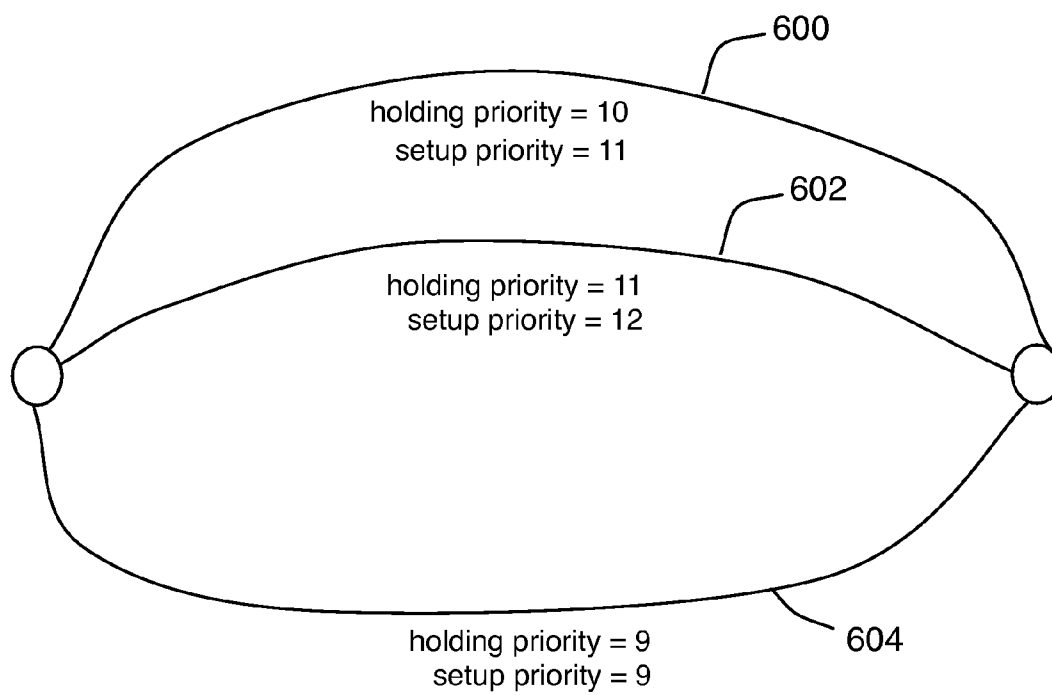 600
holding priority = 10
setup priority = 11
602
holding priority = 11
setup priority = 12
holding priority = 9
setup priority = 9
604